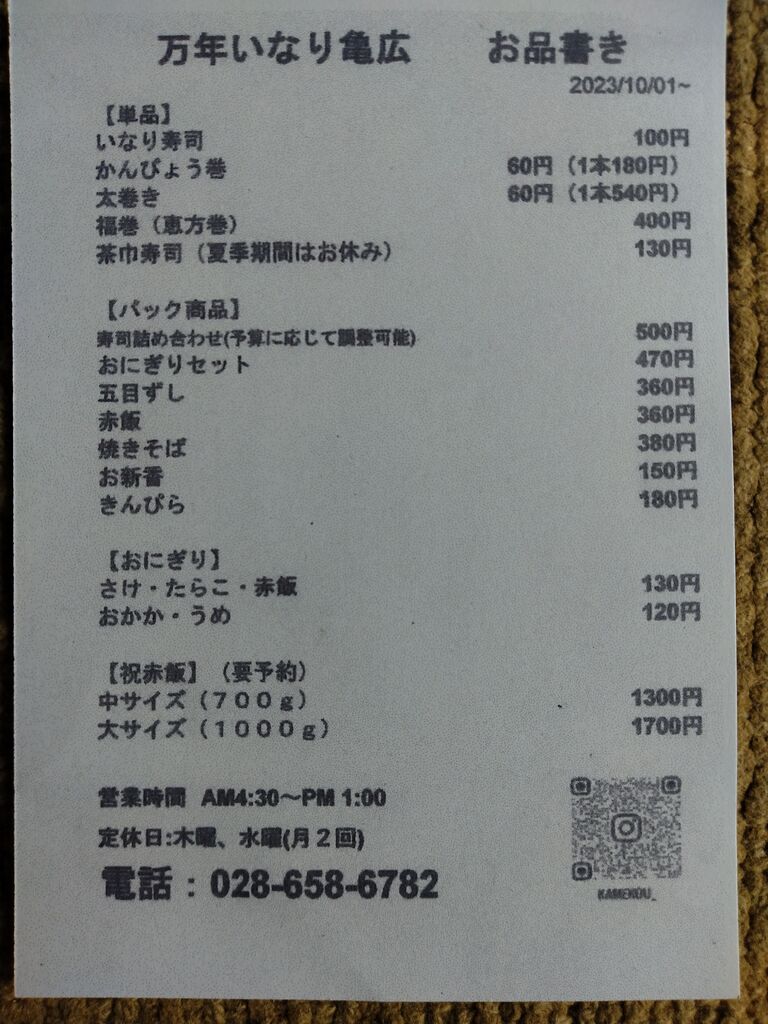 万年いなり亀広　　お品書き
2023/10/01~
【単品】
いなり寿司 100円
かんぴょう巻 60円（1本180円）
太巻き 60円（1本540円）
福巻（恵方巻） 400円
茶巾寿司（夏季期間はお休み） 130円
【パック商品】
寿司詰め合わせ(予算に応じて調整可能) 500円
おにぎりセット 470円
五目ずし 360円
赤飯 360円
焼きそば 380円
お新香 150円
きんぴら 180円
【おにぎり】
さけ・たらこ・赤飯 130円
おかか・うめ 120円
【祝赤飯】（要予約）
中サイズ（７００ｇ） 1300円
大サイズ（１０００ｇ） 1700円
営業時間 AM4:30～PM 1:00
定休日:木曜、水曜(月２回)
電話：028-658-6782
KAMEKOU_